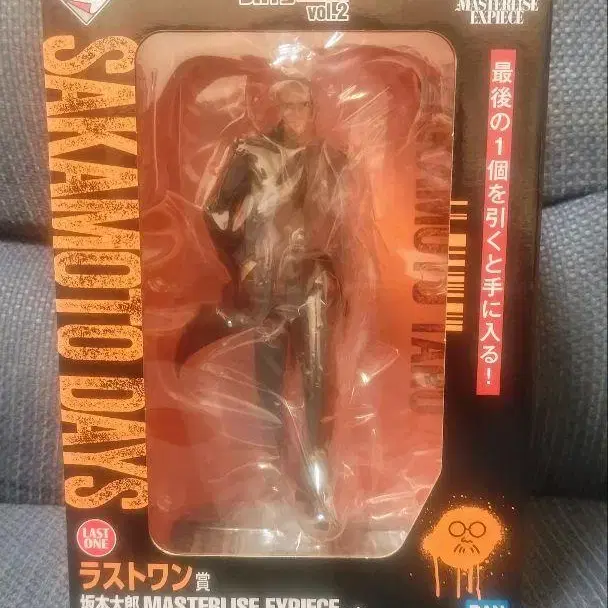 vol.2
MASTERLISE
EXPIECE
SAKAMOTO DAYS
最後の1個を引くと手に入る!
SAKAMOTO TARO
LAST
ONE
ラストワン賞
坂本太郎 MASTERLISE EXPIECE